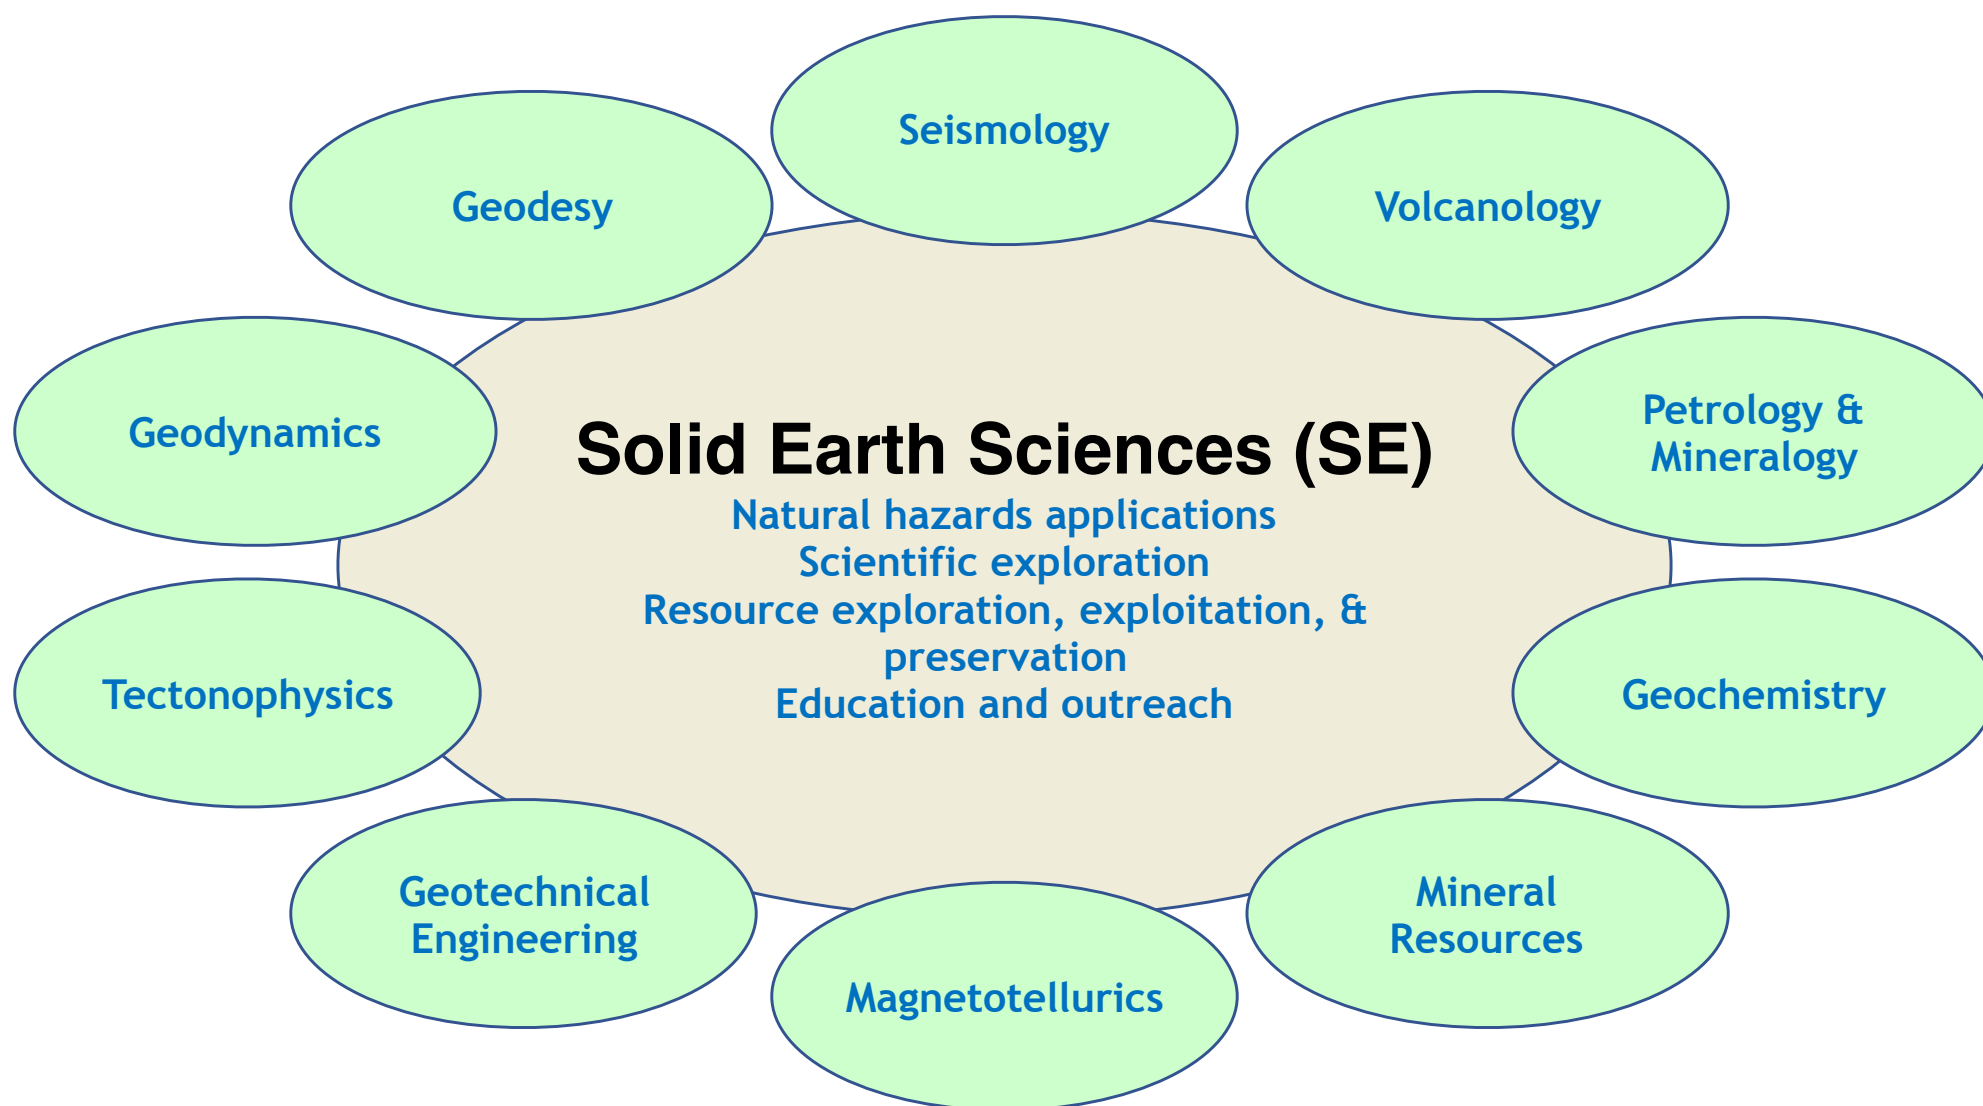 Seismology
Geodesy
Volcanology
Geodynamics
Petrology &
Mineralogy
Solid Earth Sciences (SE)
Natural hazards applications
Scientific exploration
Resource exploration, exploitation, &
preservation
Education and outreach
Tectonophysics
Geochemistry
Geotechnical
Engineering
Mineral
Resources
Magnetotellurics